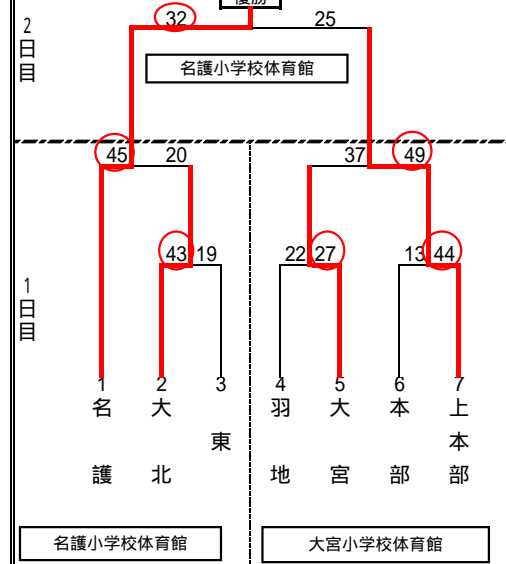 優勝
2日目
32 25
名護小学校体育館
45 20 37 49
43 19 22 27 13 44
1日目
1 2 3 4 5 6 7
名護 大北 東 羽地 大宮 本部 上本部
名護小学校体育館 大宮小学校体育館